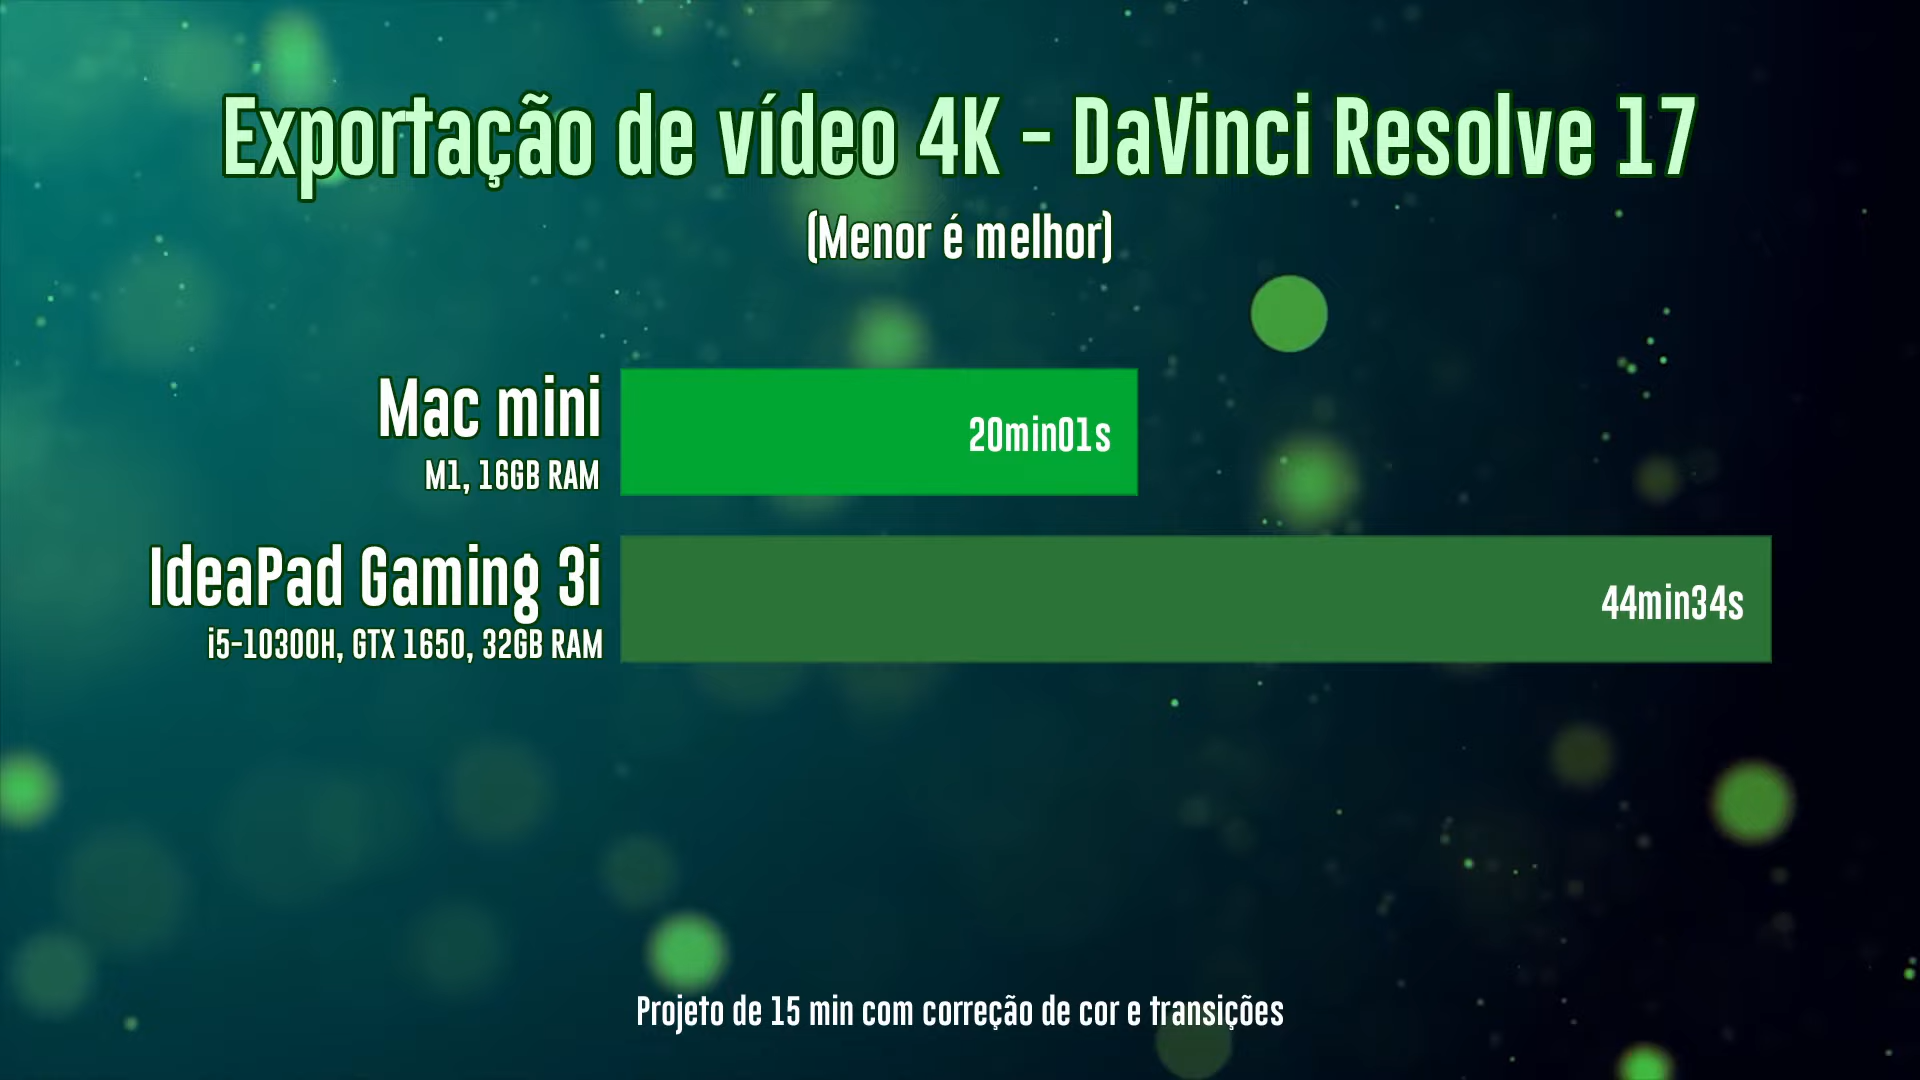 Exportação de vídeo 4K - DaVinci Resolve 17
(Menor é melhor)
Mac mini
M1, 16GB RAM
20min01s
IdeaPad Gaming 3i
i5-10300H, GTX 1650, 32GB RAM
44min34s
Projeto de 15 min com correção de cor e transições